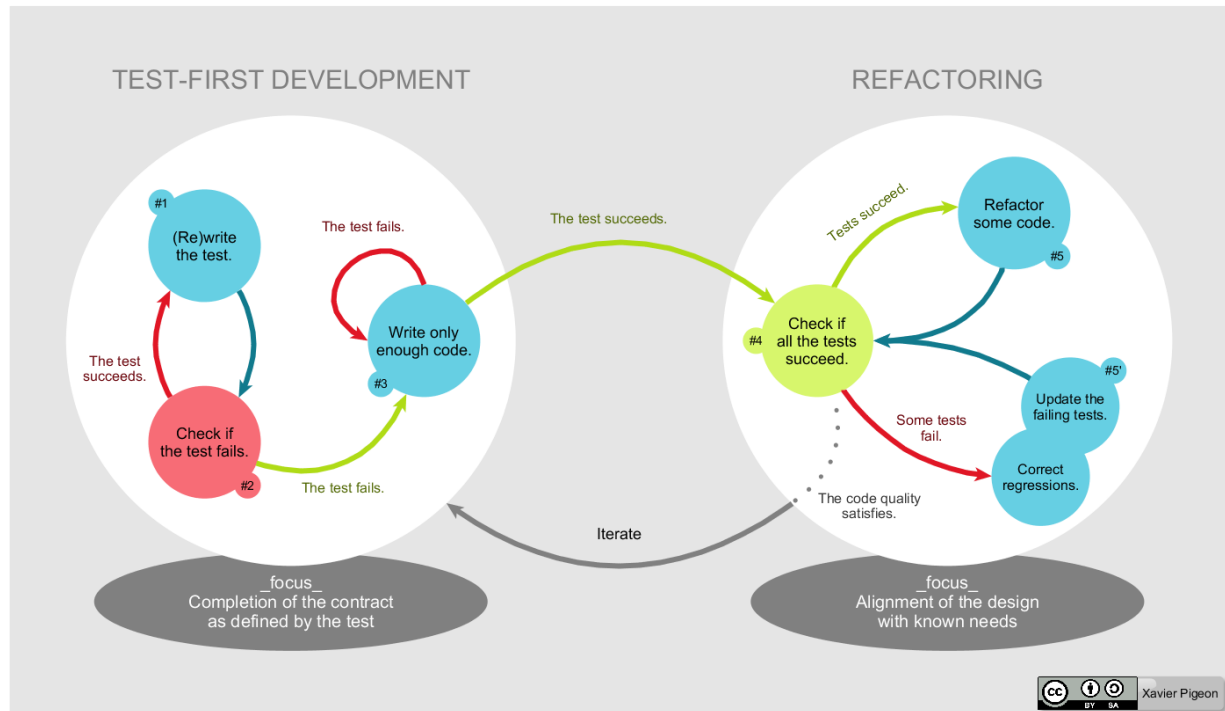 TEST-FIRST DEVELOPMENT
#1
(Re)write
the test.
The test
succeeds.
Check if
the test fails.
#2
The test fails.
The test fails.
Write only
enough code.
#3
The test succeeds.
REFACTORING
Tests succeed.
Refactor
some code.
#5
#4
Check if
all the tests
succeed.
#5'
Update the
failing tests.
Some tests
fail.
Correct
regressions.
The code quality
satisfies.
Iterate
_focus_
Completion of the contract
as defined by the test
_focus_
Alignment of the design
with known needs
cc
BY SA
Xavier Pigeon